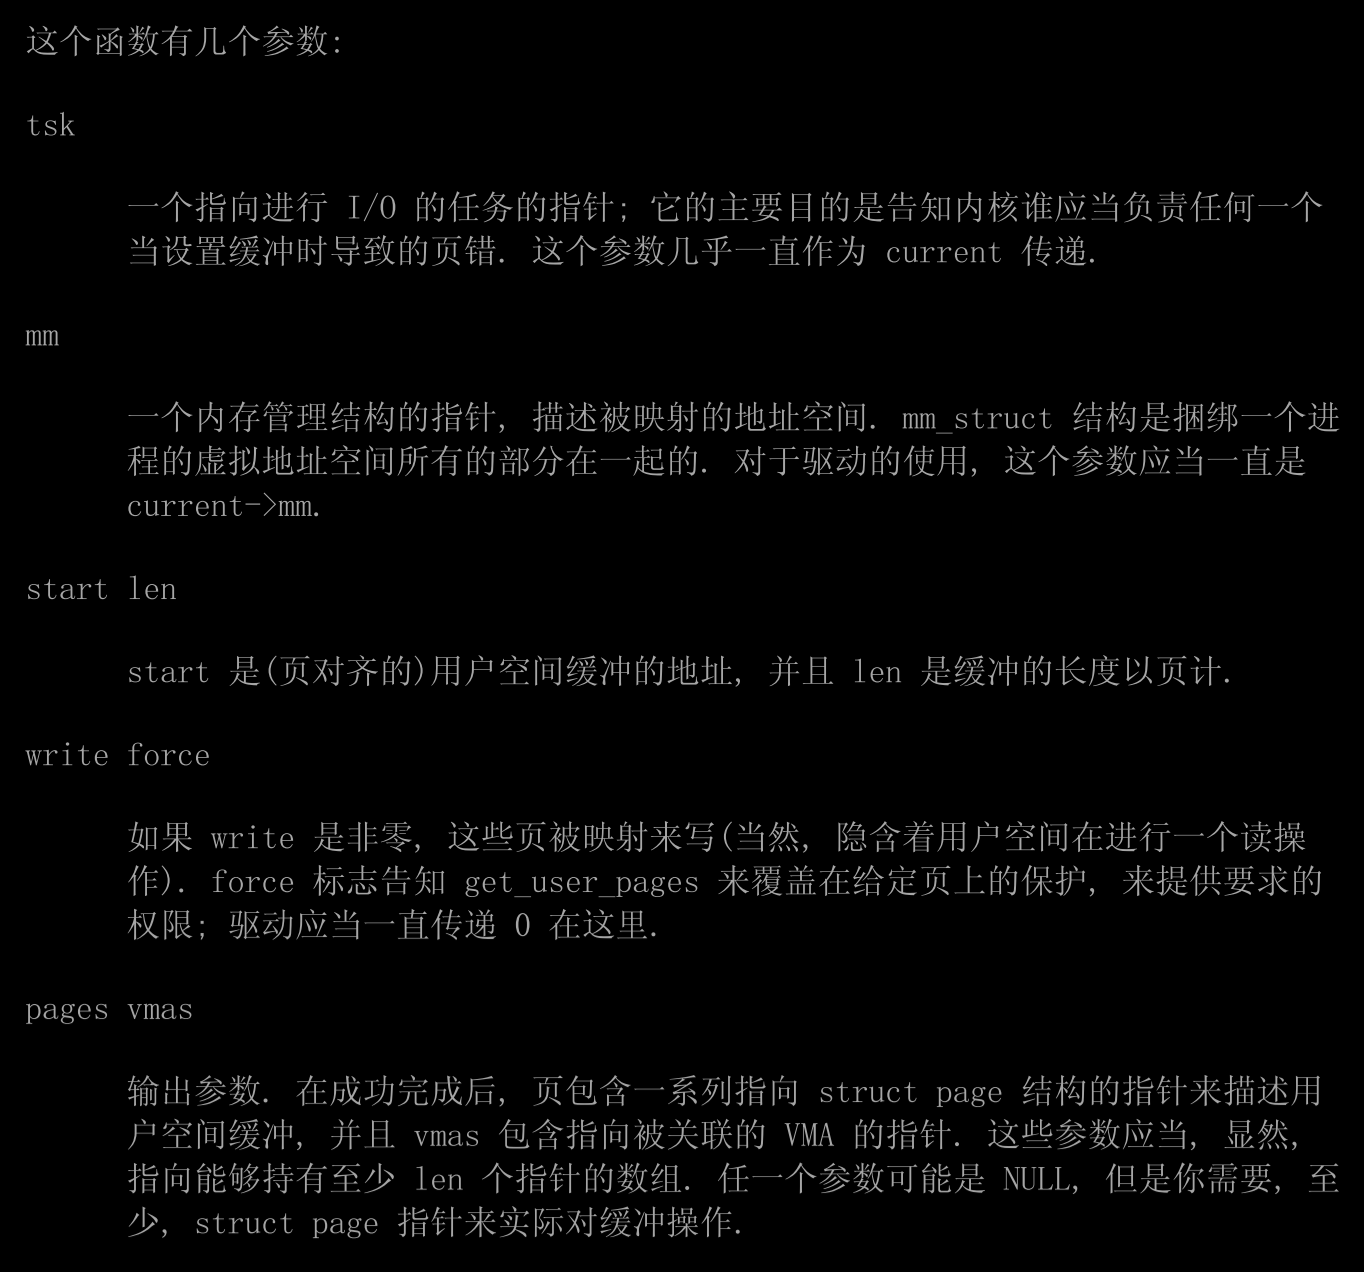 这个函数有几个参数:
tsk
一个指向进行 I/O 的任务的指针; 它的主要目的是告知内核谁应当负责任何一个
当设置缓冲时导致的页错. 这个参数几乎一直作为 current 传递.
mm
一个内存管理结构的指针, 描述被映射的地址空间. mm_struct 结构是捆绑一个进
程的虚拟地址空间所有的部分在一起的. 对于驱动的使用, 这个参数应当一直是
current->mm.
start len
start 是(页对齐的)用户空间缓冲的地址, 并且 len 是缓冲的长度以页计.
write force
如果 write 是非零, 这些页被映射来写(当然, 隐含着用户空间在进行一个读操
作). force 标志告知 get_user_pages 来覆盖在给定页上的保护, 来提供要求的
权限; 驱动应当一直传递 0 在这里.
pages vmas
输出参数. 在成功完成后, 页包含一系列指向 struct page 结构的指针来描述用
户空间缓冲, 并且 vmas 包含指向被关联的 VMA 的指针. 这些参数应当, 显然,
指向能够持有至少 len 个指针的数组. 任一个参数可能是 NULL, 但是你需要, 至
少, struct page 指针来实际对缓冲操作.